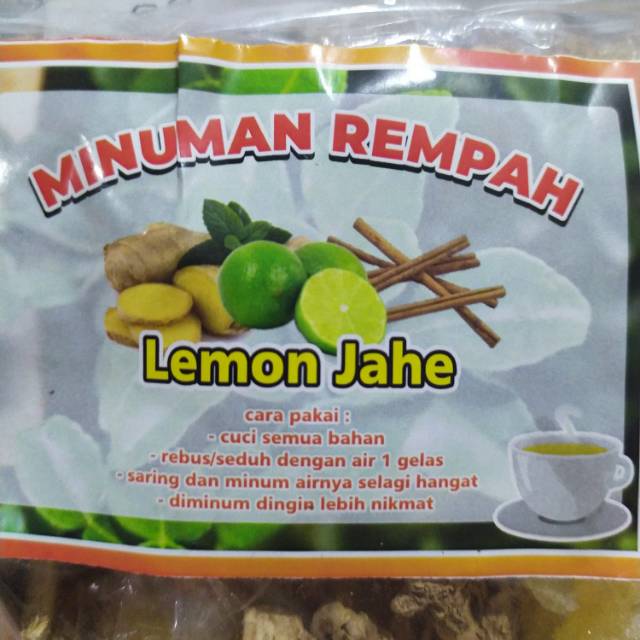 MINUMAN REMPAH
Lemon Jahe
cara pakai :
- cuci semua bahan
- rebus/seduh dengan air 1 gelas
- saring dan minum airnya selagi hangat
- diminum dingin lebih nikmat